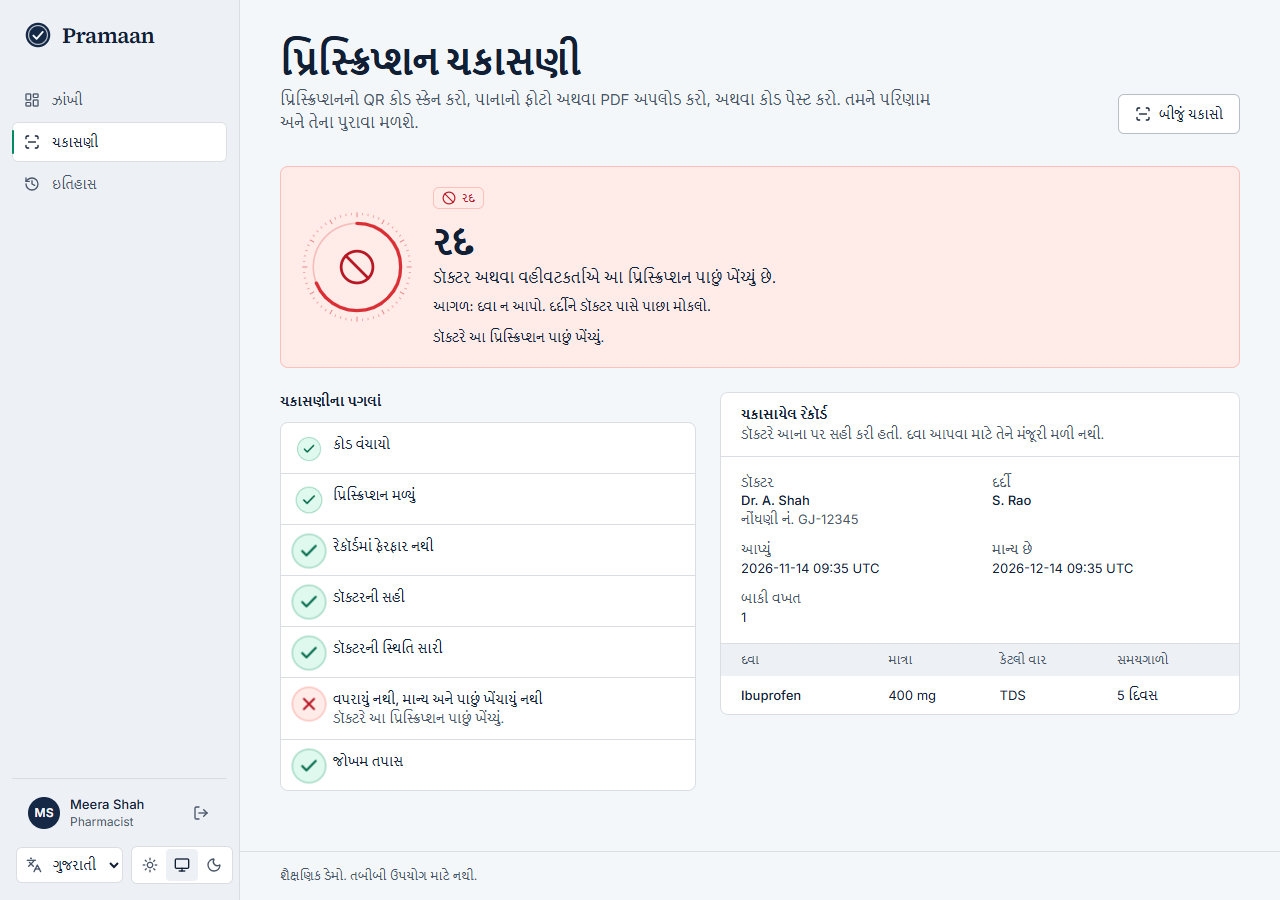 Pramaan
ઝાંખી
ચકાસણી
ઇતિહાસ
પ્રિસ્ક્રિપ્શન ચકાસણી
પ્રિસ્ક્રિપ્શનનો QR કોડ સ્કેન કરો, પાનાનો ફોટો અથવા PDF અપલોડ કરો, અથવા કોડ પેસ્ટ કરો. તમને પરિણામ
અને તેના પુરાવા મળશે.
બીજું ચકાસો
રદ
રદ
ડૉક્ટર અથવા વહીવટકર્તાએ આ પ્રિસ્ક્રિપ્શન પાછું ખેંચ્યું છે.
આગળ: દવા ન આપો. દર્દીને ડૉક્ટર પાસે પાછા મોકલો.
ડૉક્ટરે આ પ્રિસ્ક્રિપ્શન પાછું ખેંચ્યું.
ચકાસણીના પગલાં
કોડ વંચાયો
પ્રિસ્ક્રિપ્શન મળ્યું
રેકૉર્ડમાં ફેરફાર નથી
ડૉક્ટરની સહી
ડૉક્ટરની સ્થિતિ સારી
વપરાયું નથી, માન્ય અને પાછું ખેંચાયું નથી
ડૉક્ટરે આ પ્રિસ્ક્રિપ્શન પાછું ખેંચ્યું.
જોખમ તપાસ
ચકાસાયેલ રેકૉર્ડ
ડૉક્ટરે આના પર સહી કરી હતી. દવા આપવા માટે તેને મંજૂરી મળી નથી.
ડૉક્ટર દર્દી
Dr. A. Shah S. Rao
નોંધણી નં. GJ-12345
આપ્યું માન્ય છે
2026-11-14 09:35 UTC 2026-12-14 09:35 UTC
બાકી વખત
1
દવા માત્રા કેટલી વાર સમયગાળો
Ibuprofen 400 mg TDS 5 દિવસ
MS Meera Shah
Pharmacist
ગુજરાતી
શૈક્ષણિક ડેમો. તબીબી ઉપયોગ માટે નથી.